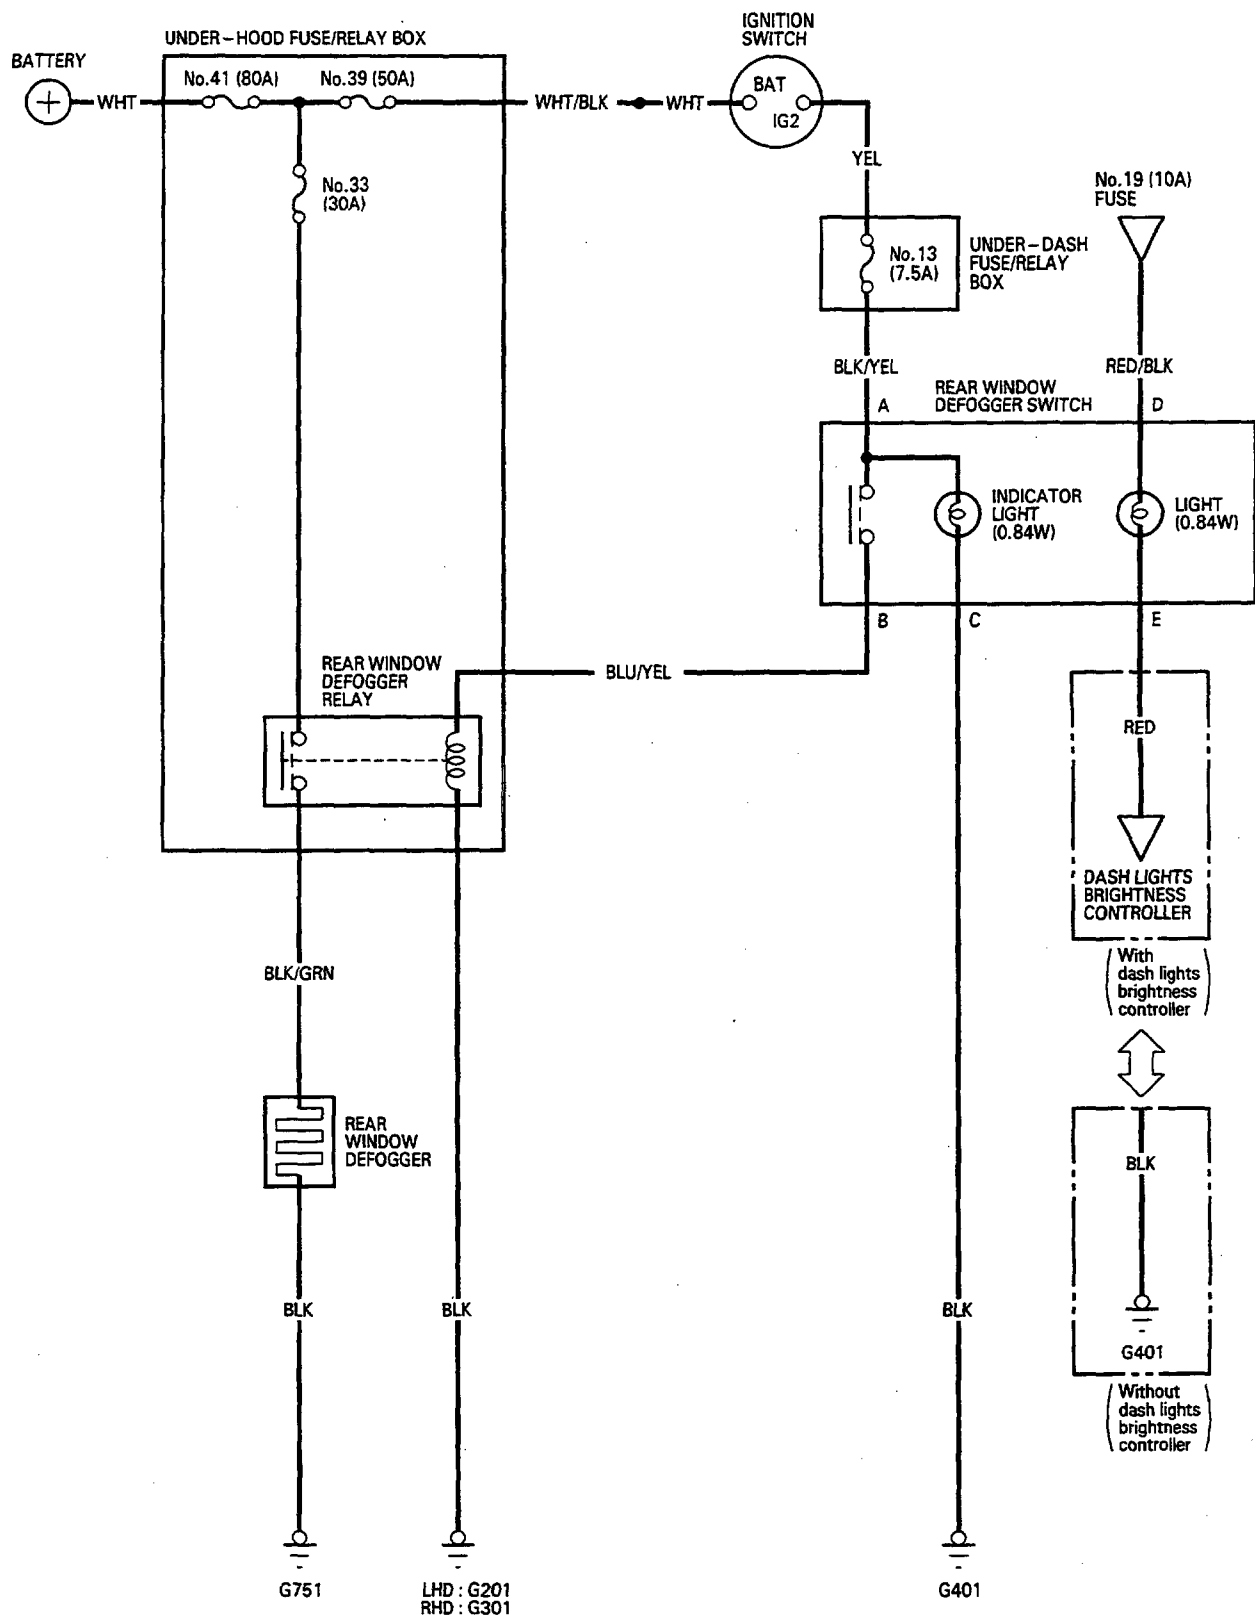 IGNITION
SWITCH
UNDER-HOOD FUSE/RELAY BOX
BATTERY
No.41 (80A)
No.39 (50A)
BAT
WHT
WHT/BLK
WHT
IG2
YEL
No.33
(30A)
No.19 (10A)
FUSE
No.13
(7.5A)
UNDER-DASH
FUSE/RELAY
BOX
BLK/YEL
RED/BLK
REAR WINDOW
DEFOGGER SWITCH
A
D
INDICATOR
LIGHT
(0.84W)
LIGHT
(0.84W)
B
C
E
REAR WINDOW
DEFOGGER
RELAY
BLU/YEL
RED
DASH LIGHTS
BRIGHTNESS
CONTROLLER
(With
dash lights
brightness
controller)
BLK/GRN
REAR
WINDOW
DEFOGGER
BLK
BLK
BLK
BLK
G401
(Without
dash lights
brightness
controller)
G751
LHD : G201
RHD : G301
G401